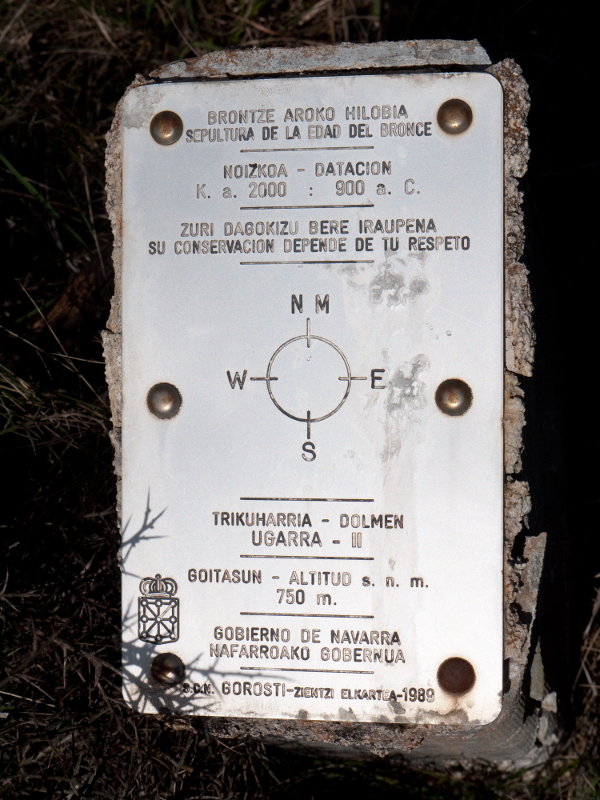 BRONTZE AROKO HILOBIA
SEPULTURA DE LA EDAD DEL BRONCE
NOIZKOA - DATACION
K. a. 2000 : 900 a. C.
ZURI DAGOKIZU BERE IRAUPENA
SU CONSERVACION DEPENDE DE TU RESPETO
N M
W E
S
TRIKUHARRIA - DOLMEN
UGARRA - II
GOITASUN - ALTITUD s. n. m.
750 m.
GOBIERNO DE NAVARRA
NAFARROAKO GOBERNUA
GOROSTI-ZIENTZI ELKARTEA-1989